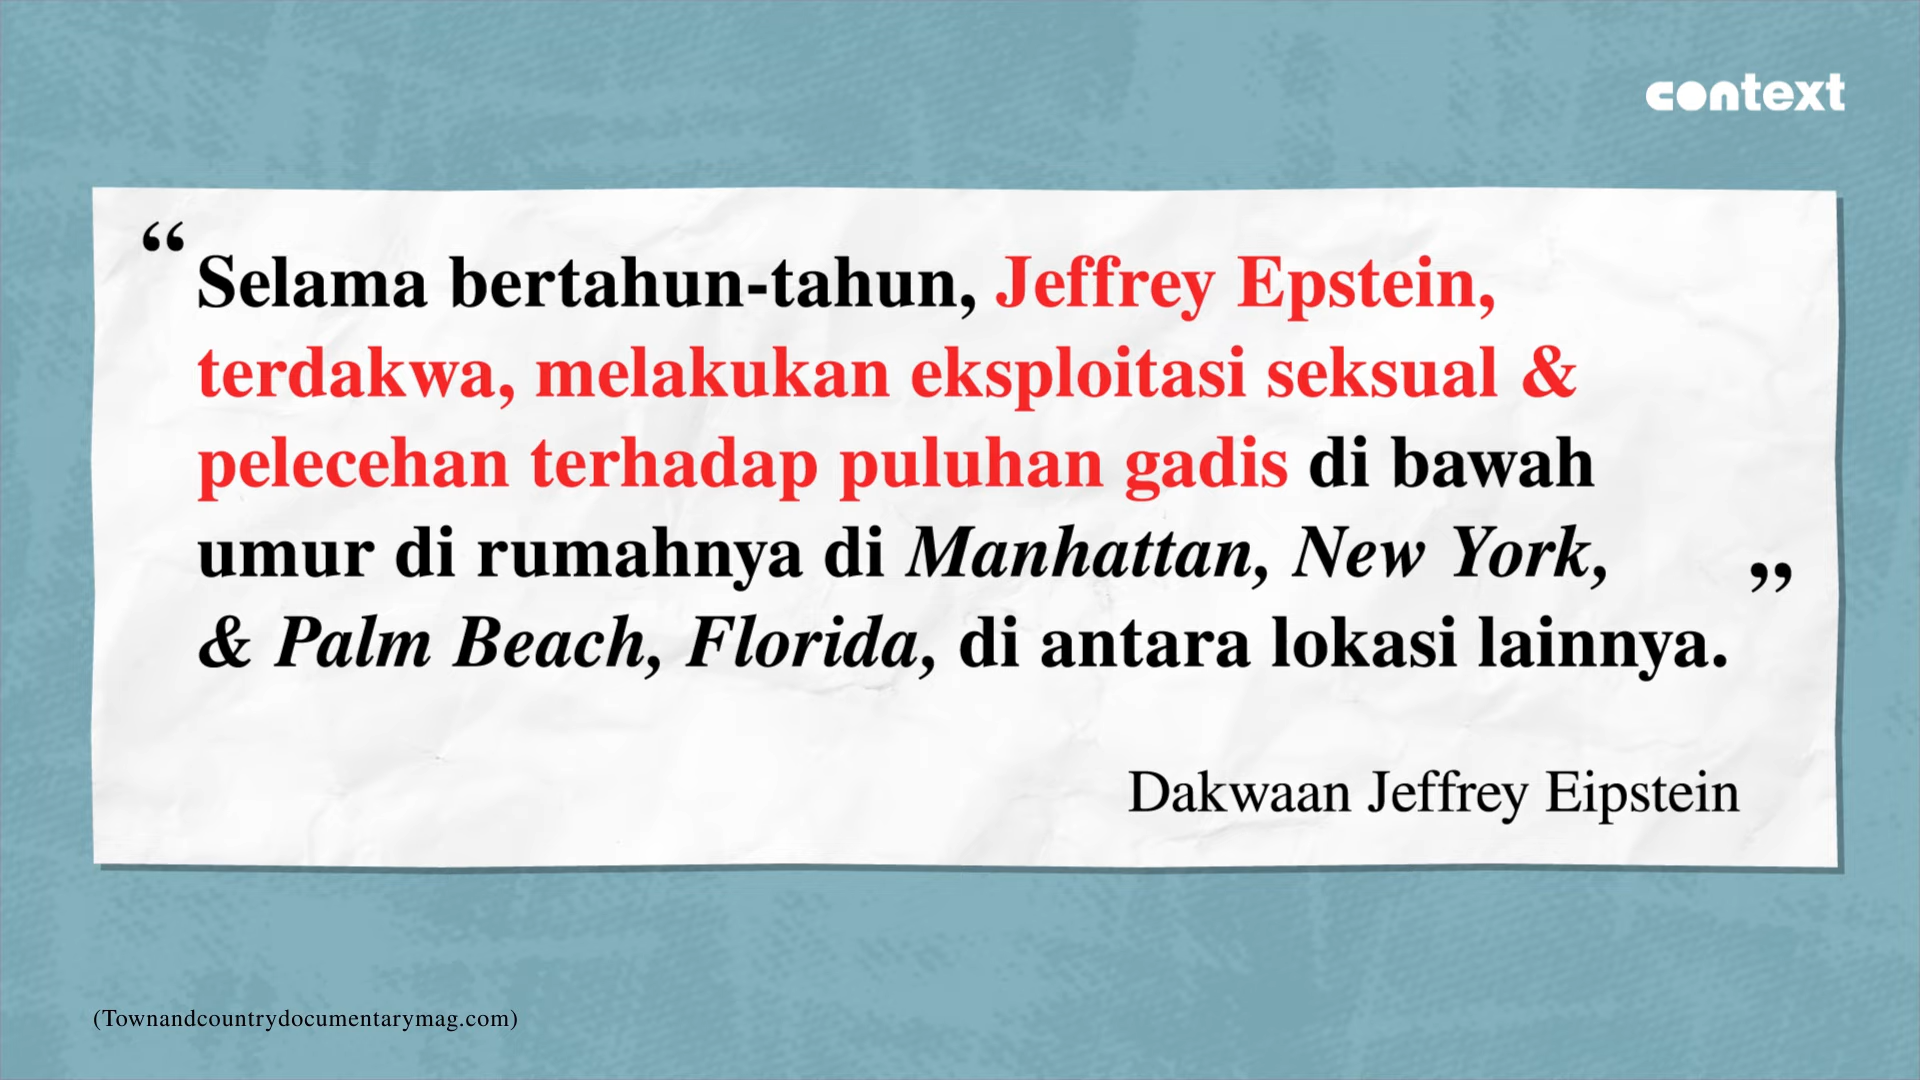 context
“Selama bertahun-tahun, Jeffrey Epstein,
terdakwa, melakukan eksploitasi seksual &
pelecehan terhadap puluhan gadis di bawah
umur di rumahnya di Manhattan, New York,
& Palm Beach, Florida, di antara lokasi lainnya.”
Dakwaan Jeffrey Eipstein
(Townandcountrydocumentarymag.com)